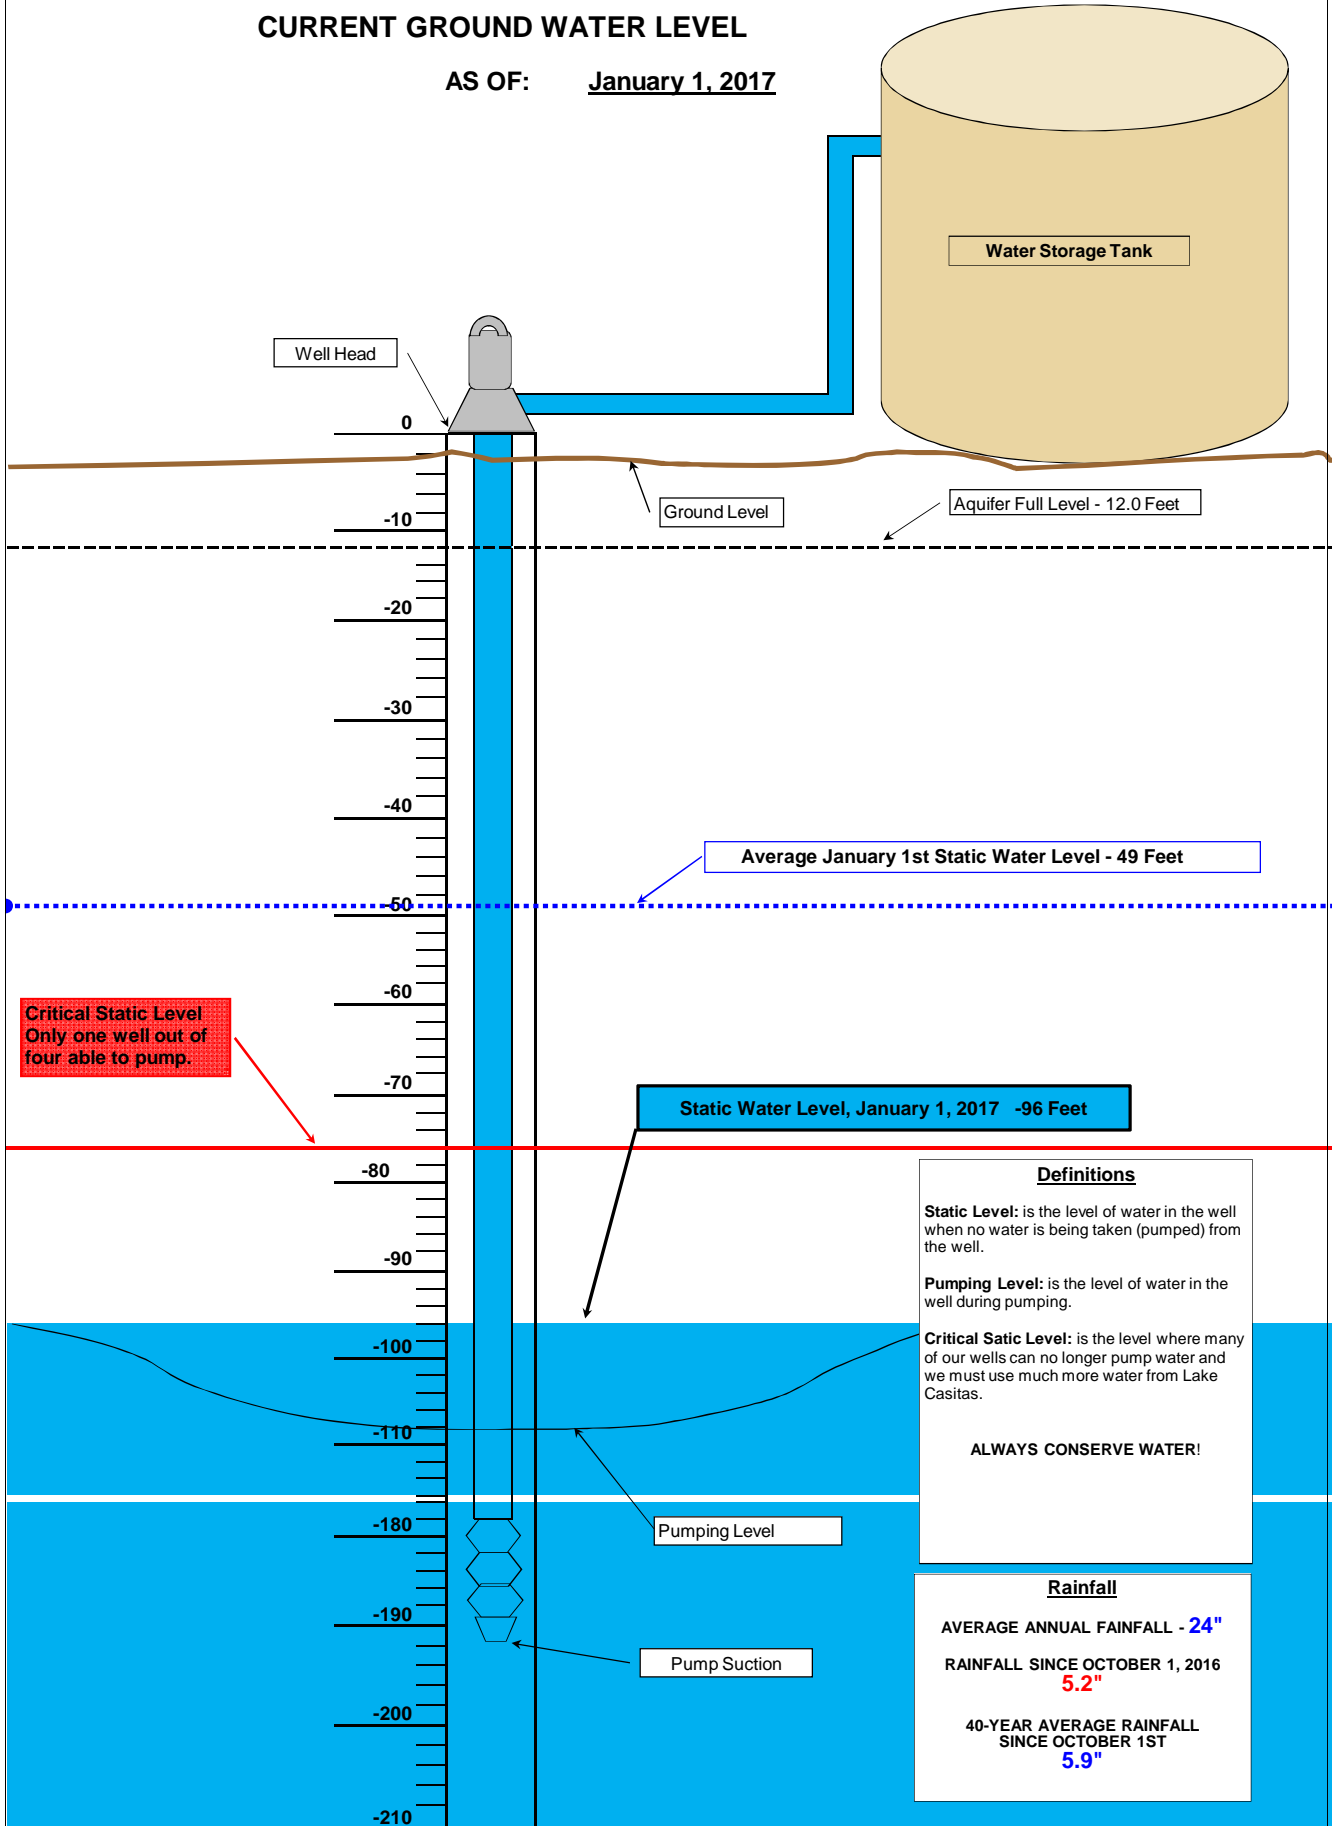 CURRENT GROUND WATER LEVEL
AS OF: January 1, 2017
Water Storage Tank
Well Head
0
Ground Level
Aquifer Full Level - 12.0 Feet
-10
-20
-30
-40
Average January 1st Static Water Level - 49 Feet
-50
-60
Critical Static Level
Only one well out of
four able to pump.
-70
Static Water Level, January 1, 2017 -96 Feet
-80
-90
-100
-110
Definitions
Static Level: is the level of water in the well
when no water is being taken (pumped) from
the well.
Pumping Level: is the level of water in the
well during pumping.
Critical Satic Level: is the level where many
of our wells can no longer pump water and
we must use much more water from Lake
Casitas.
ALWAYS CONSERVE WATER!
-180
Pumping Level
-190
Pump Suction
-200
-210
Rainfall
AVERAGE ANNUAL FAINFALL - 24"
RAINFALL SINCE OCTOBER 1, 2016
5.2"
40-YEAR AVERAGE RAINFALL
SINCE OCTOBER 1ST
5.9"